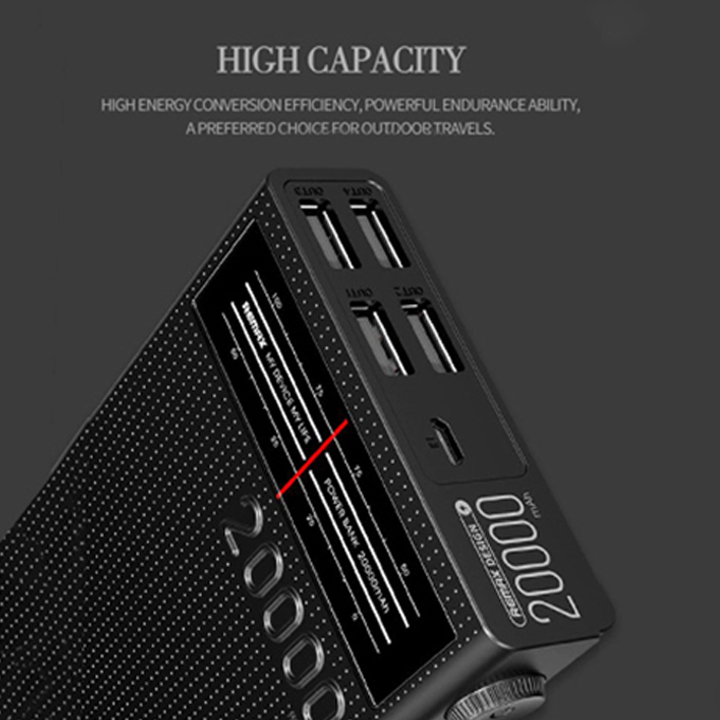 HIGH CAPACITY
HIGH ENERGY CONVERSION EFFICIENCY, POWERFUL ENDURANCE ABILITY,
A PREFERRED CHOICE FOR OUTDOOR TRAVELS.
OUT3 OUT4
OUT1 OUT2
REMAX MY DEVICE MY LIFE
POWER BANK 20000mAh
20000
mAh
REMAX DESIGN
20000